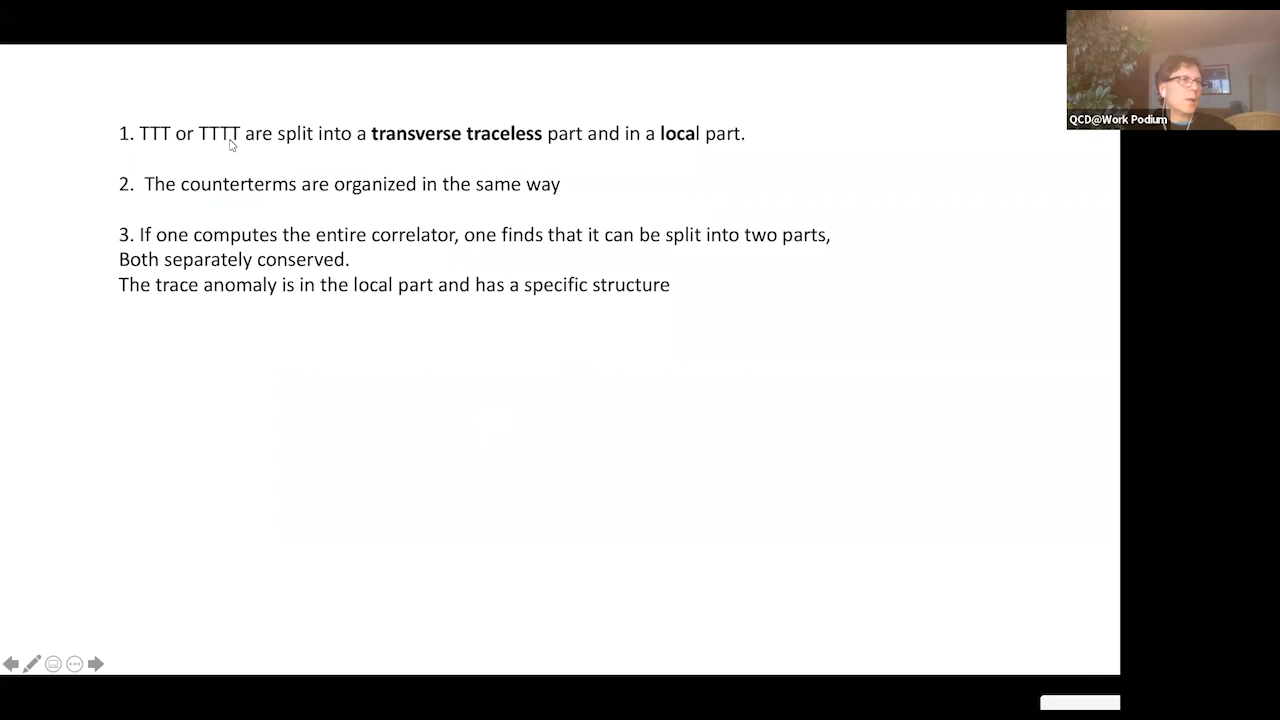 1. TTT or TTTT are split into a transverse traceless part and in a local part.
2. The counterterms are organized in the same way
3. If one computes the entire correlator, one finds that it can be split into two parts,
Both separately conserved.
The trace anomaly is in the local part and has a specific structure
QCD@Work Podium